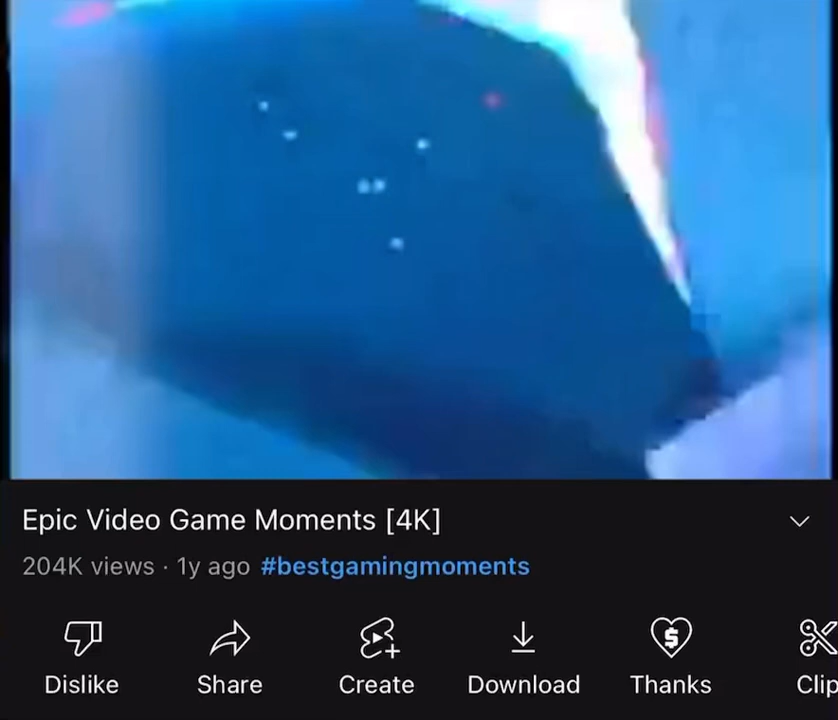 Epic Video Game Moments [4K]
204K views · 1y ago #bestgamingmoments
Dislike Share Create Download Thanks Clip